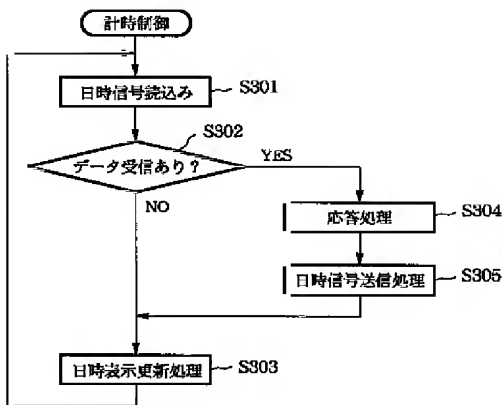 計時制御
日時信号読込み
S301
S302
データ受信あり？
YES
NO
応答処理
S304
日時信号送信処理
S305
日時表示更新処理
S303